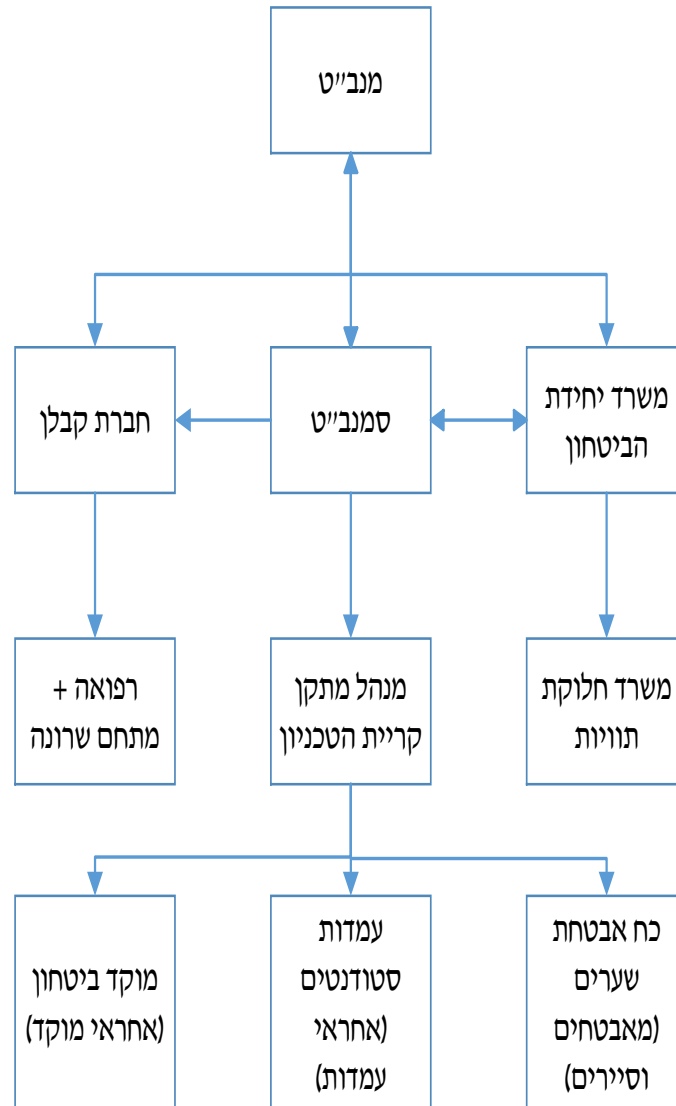 מנב״ט
משרד יחידת
הביטחון
סמנב״ט
חברת קבלן
משרד חלוקת
תוויות
מנהל מתקן
קריית הטכניון
רפואה +
מתחם שרונה
כח אבטחת
שערים
(מאבטחים
וסיירים)
עמדות
סטודנטים
(אחראי
עמדות)
מוקד ביטחון
(אחראי מוקד)